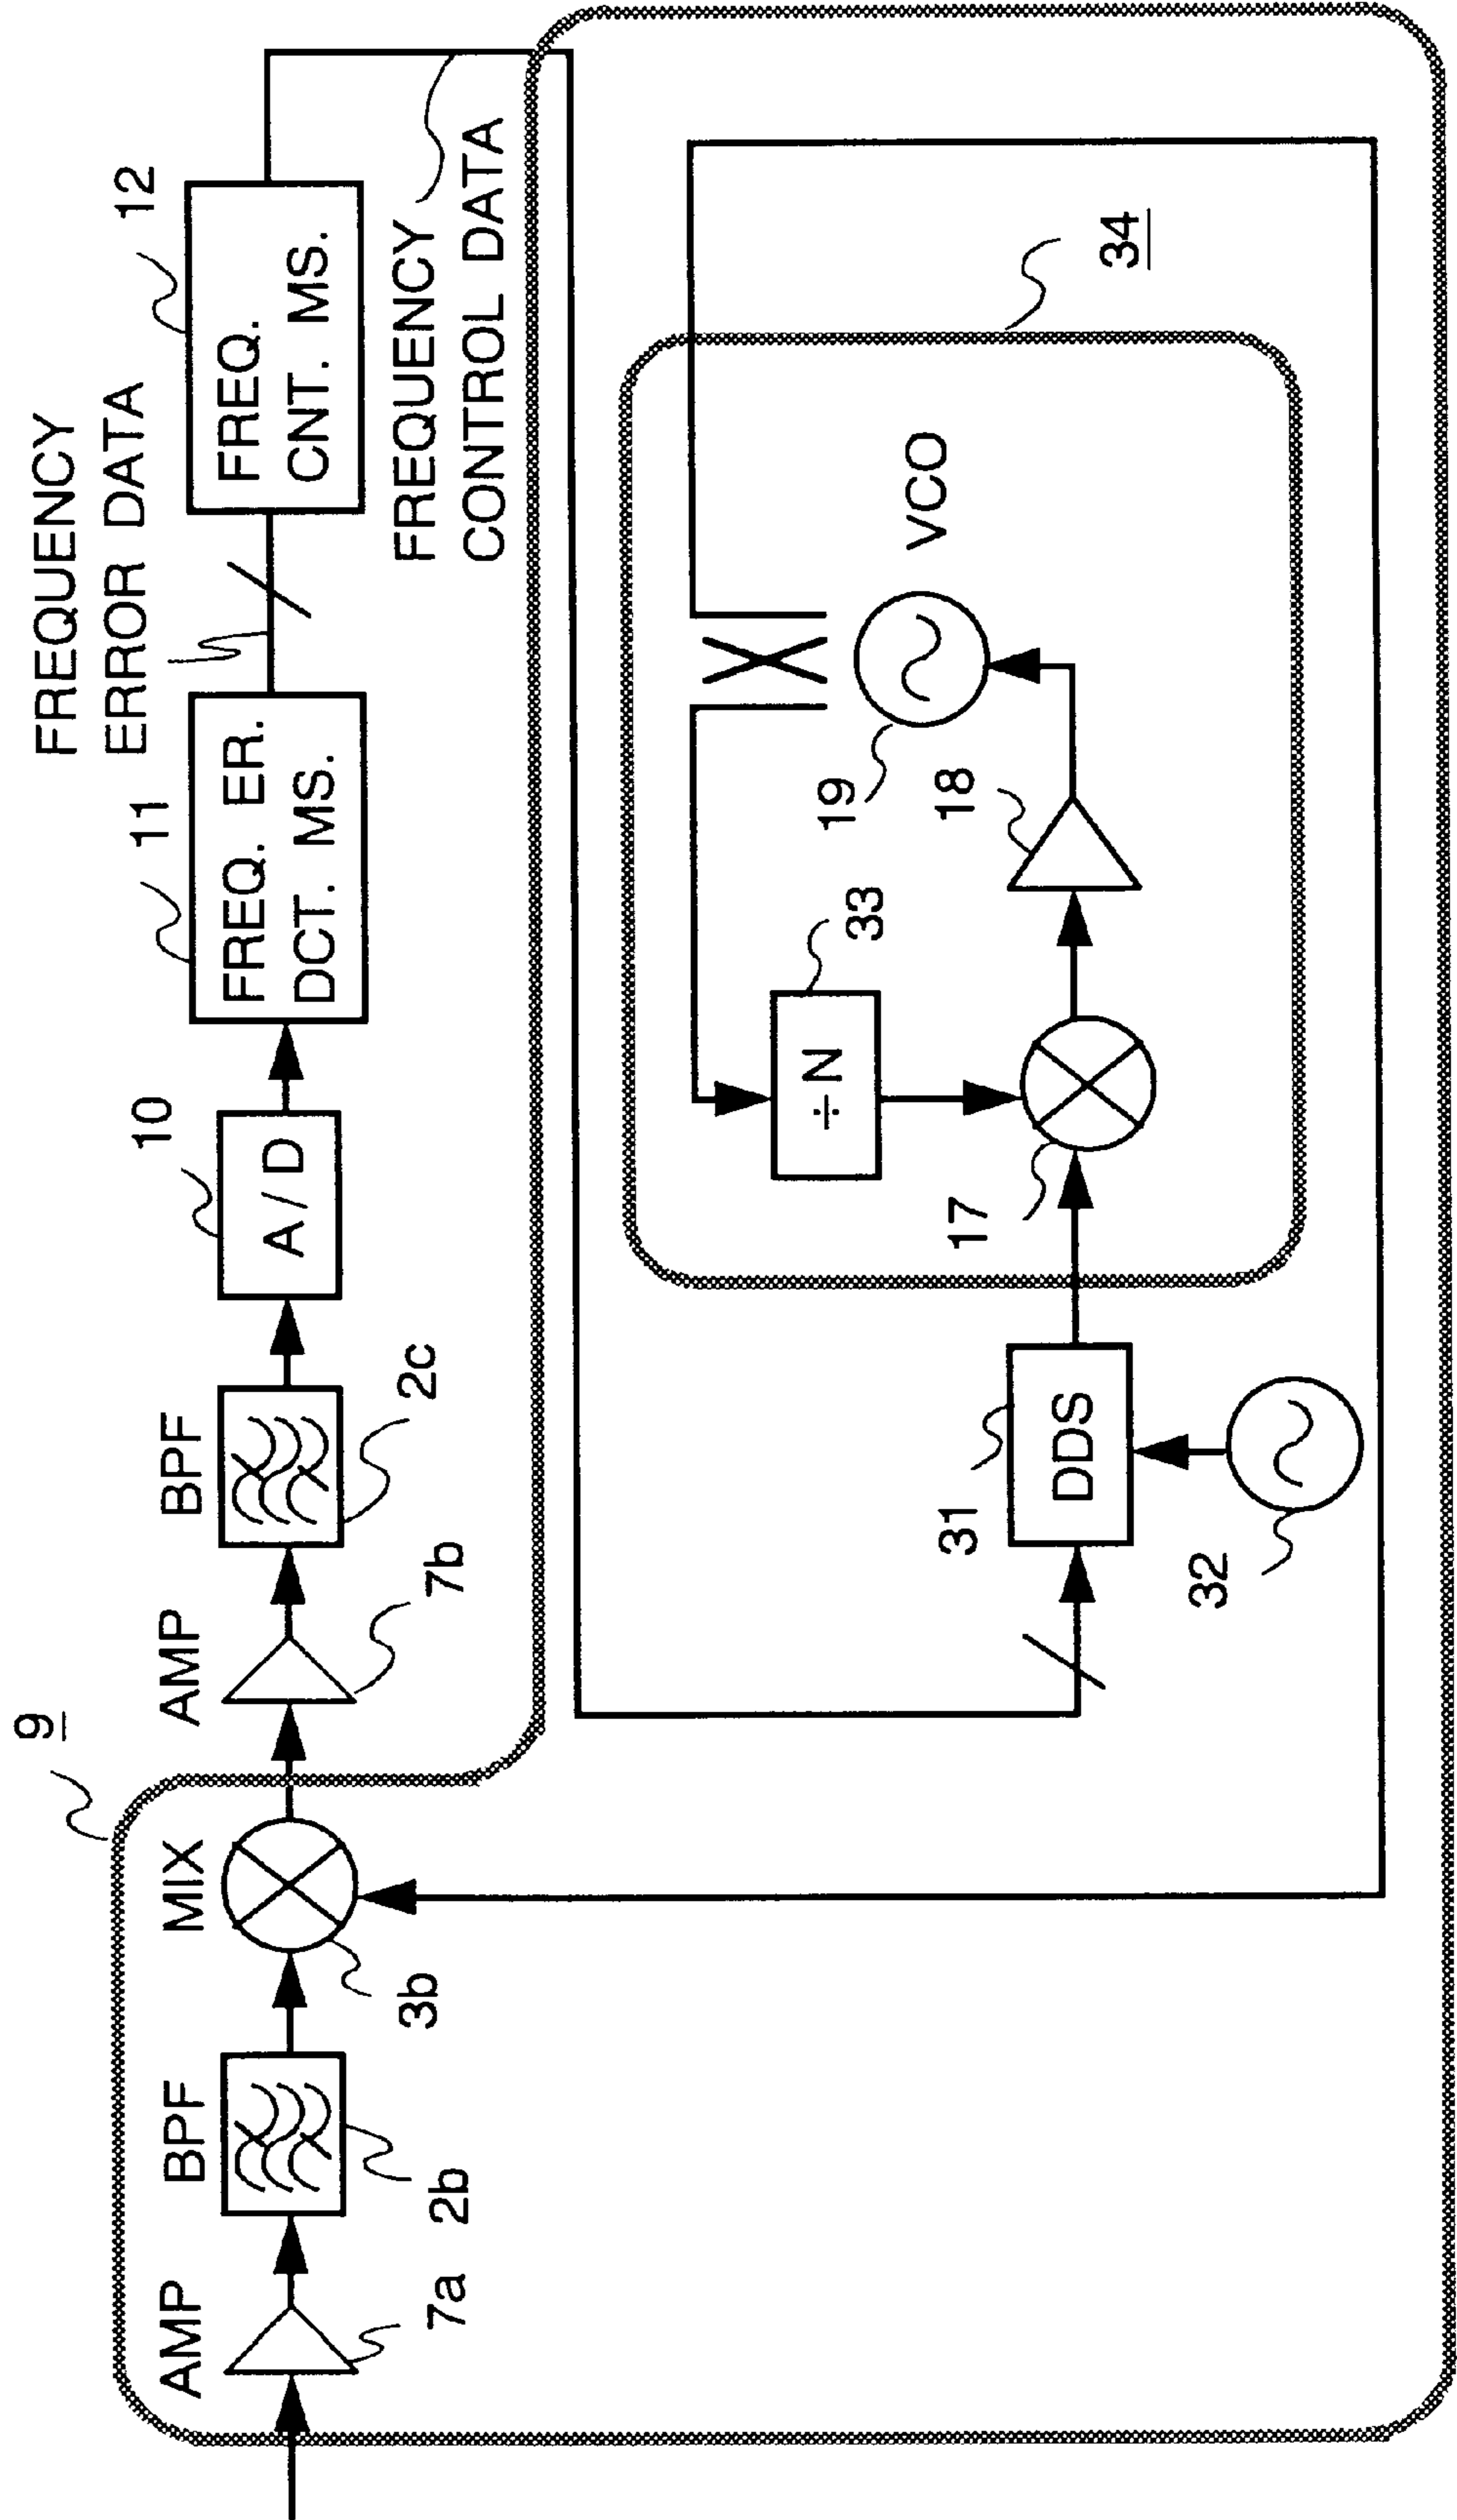 9
AMP
7a
BPF
2b
MIX
3b
AMP
7b
BPF
2c
10
A/D
11
FREQ. ER.
DCT. MS.
FREQUENCY
ERROR DATA
12
FREQ.
CNT. MS.
FREQUENCY
CONTROL DATA
31
DDS
32
17
÷N
33
18
19
VCO
34